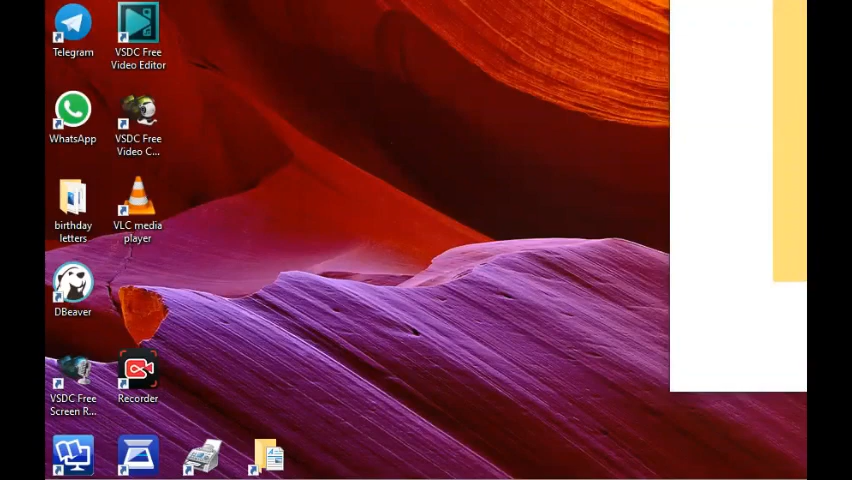 Telegram
VSDC Free
Video Editor
WhatsApp
VSDC Free
Video C...
birthday
letters
VLC media
player
DBeaver
VSDC Free
Screen R...
Recorder